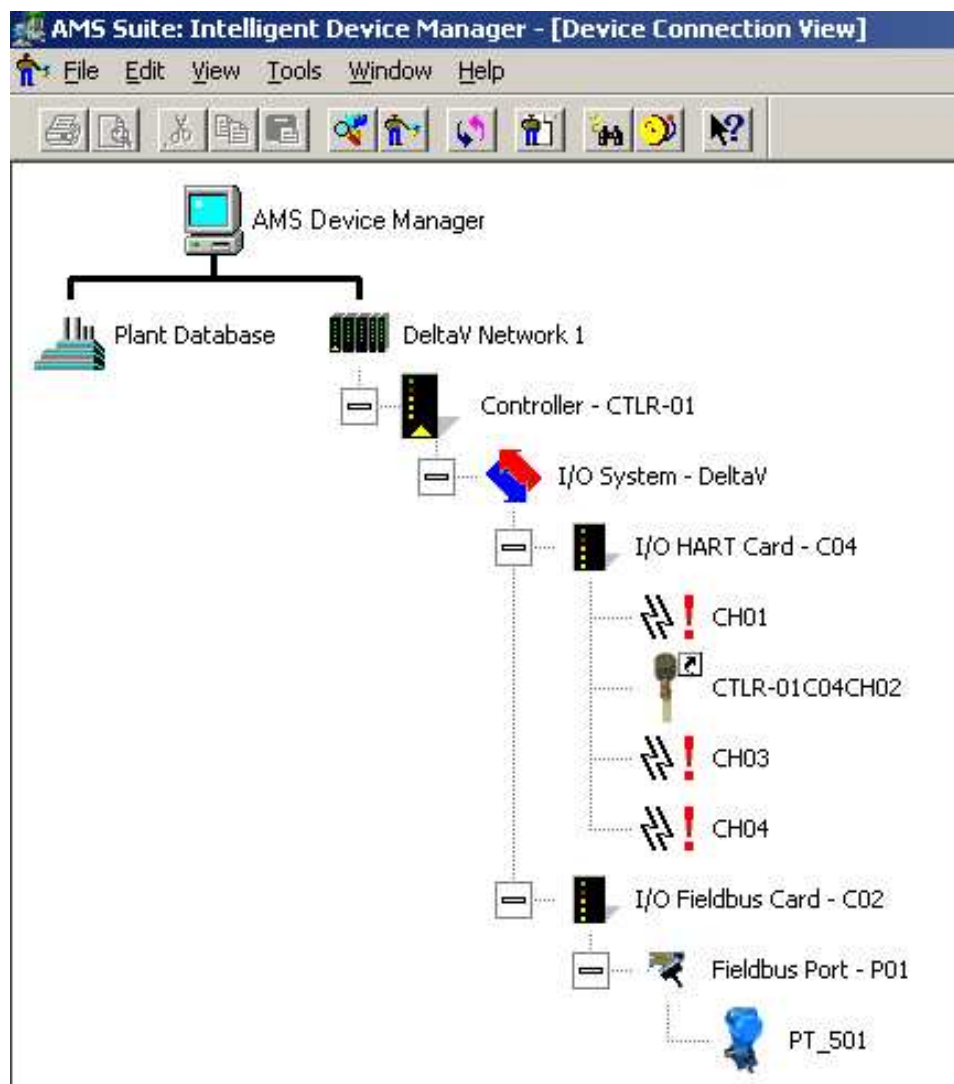 AMS Suite: Intelligent Device Manager - [Device Connection View]
File Edit View Tools Window Help
AMS Device Manager
Plant Database
DeltaV Network 1
Controller - CTLR-01
I/O System - DeltaV
I/O HART Card - C04
CH01
CTLR-01C04CH02
CH03
CH04
I/O Fieldbus Card - C02
Fieldbus Port - P01
PT_501